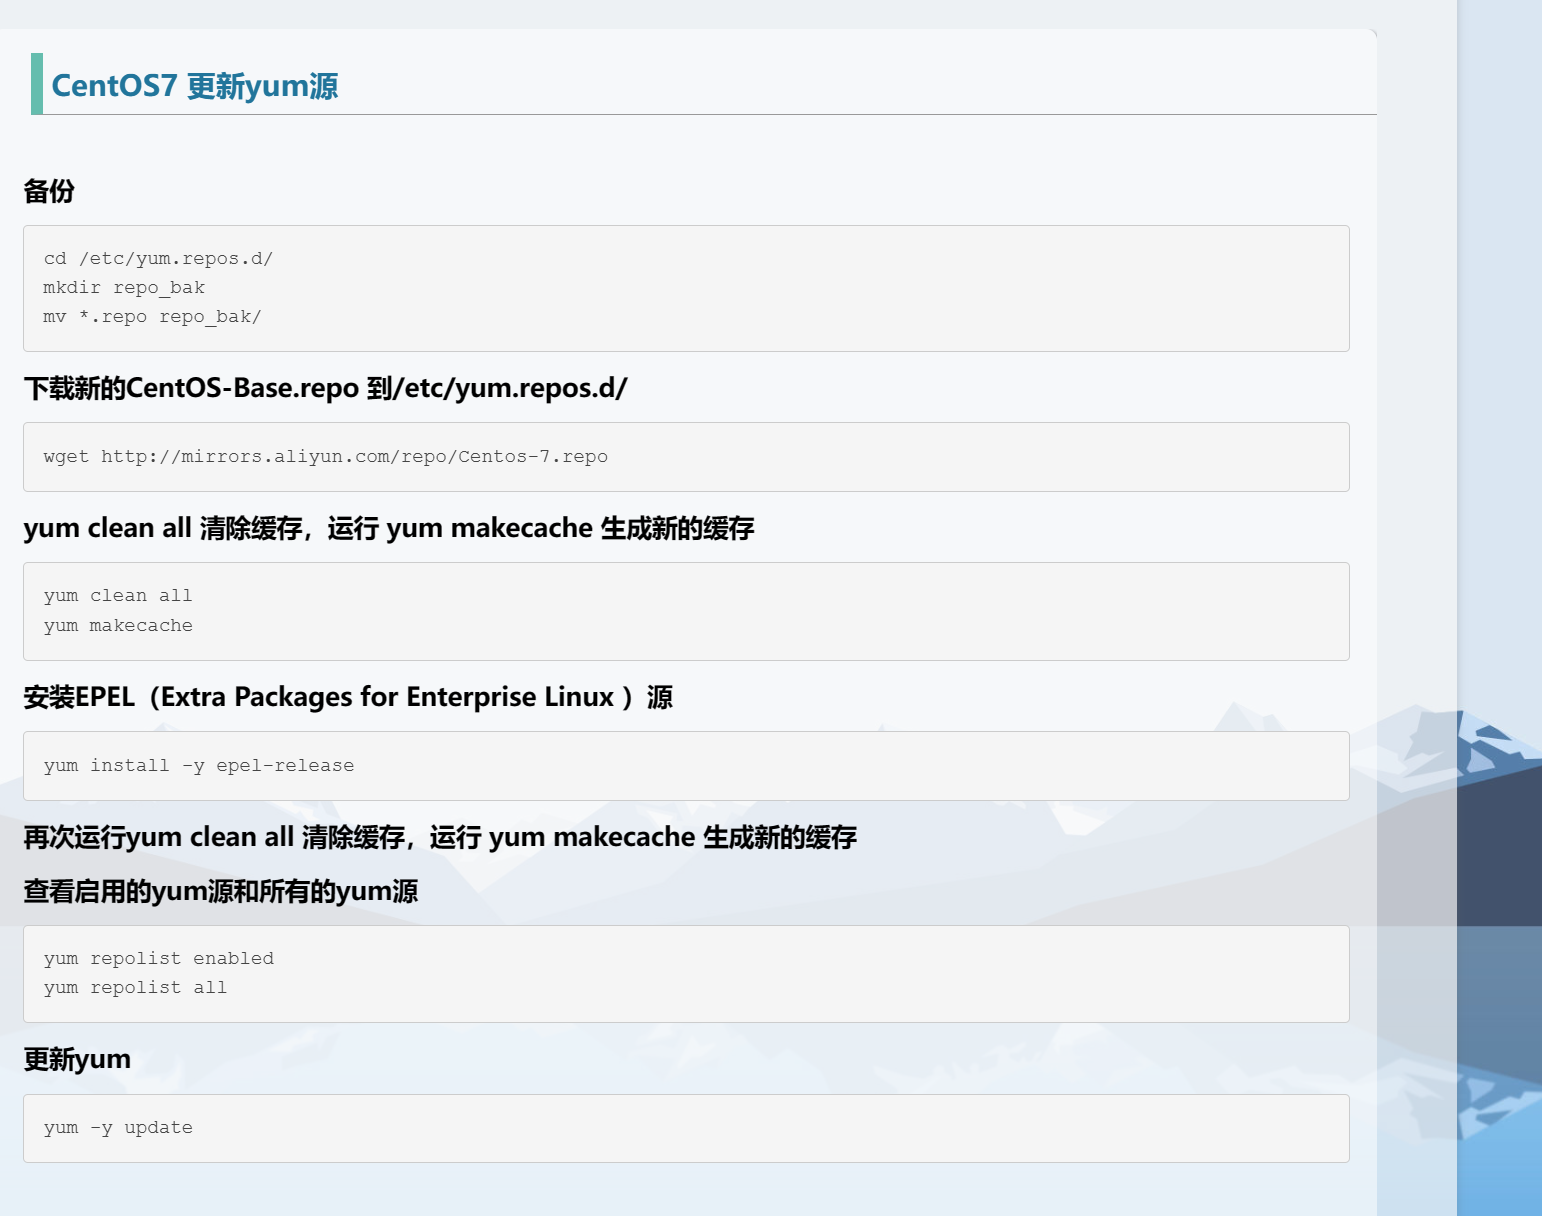 CentOS7 更新yum源
备份
cd /etc/yum.repos.d/
mkdir repo_bak
mv *.repo repo_bak/
下载新的CentOS-Base.repo 到/etc/yum.repos.d/
wget http://mirrors.aliyun.com/repo/Centos-7.repo
yum clean all 清除缓存，运行 yum makecache 生成新的缓存
yum clean all
yum makecache
安装EPEL（Extra Packages for Enterprise Linux ）源
yum install -y epel-release
再次运行yum clean all 清除缓存，运行 yum makecache 生成新的缓存
查看启用的yum源和所有的yum源
yum repolist enabled
yum repolist all
更新yum
yum -y update